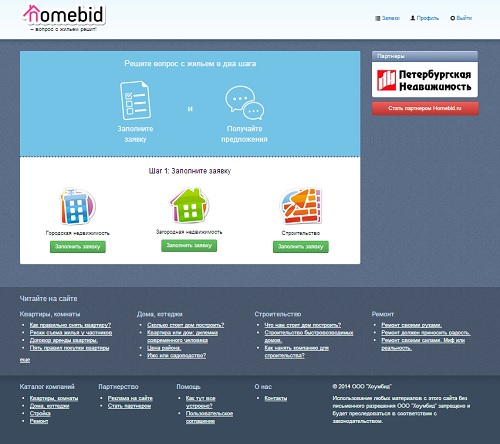 homebid
– вопрос с жильем решит!
Заявки
Профиль
Выйти
Решите вопрос с жильем в два шага
Заполните
заявку
и
Получайте
предложения
Шаг 1: Заполните заявку
Городская недвижимость
Заполнить заявку
Загородная недвижимость
Заполнить заявку
Строительство
Заполнить заявку
Партнеры
Петербургская
Недвижимость
Стать партнером Homebid.ru
Читайте на сайте
Квартиры, комнаты
Как правильно снять квартиру?
Риски съема жилья у частников
Договор аренды квартиры.
Пять правил покупки квартиры
еще
Дома, котеджи
Сколько стоит дом построить?
Квартира или дом: дилемма
современного человека
Цена района.
Ижс или садоводство?
Строительство
Что нам стоит дом построить?
Строительство быстровозводимых
домов.
Как нанять компанию для
строительства?
Ремонт
Ремонт своими руками.
Ремонт должен приносить радость.
Ремонт своими силами. Миф или
реальность.
Каталог компаний
Квартиры, комнаты
Дома, коттеджи
Стройка
Ремонт
Партнерство
Реклама на сайте
Стать партнером
Помощь
Как тут все
устроено?
Пользовательское
соглашение
О нас
Контакты
© 2014 ООО "Хоумбид"
Использование любых материалов с этого сайта без
письменного разрешения ООО "Хоумбид" запрещено и
будет преследоваться в соответствии с
законодательством.